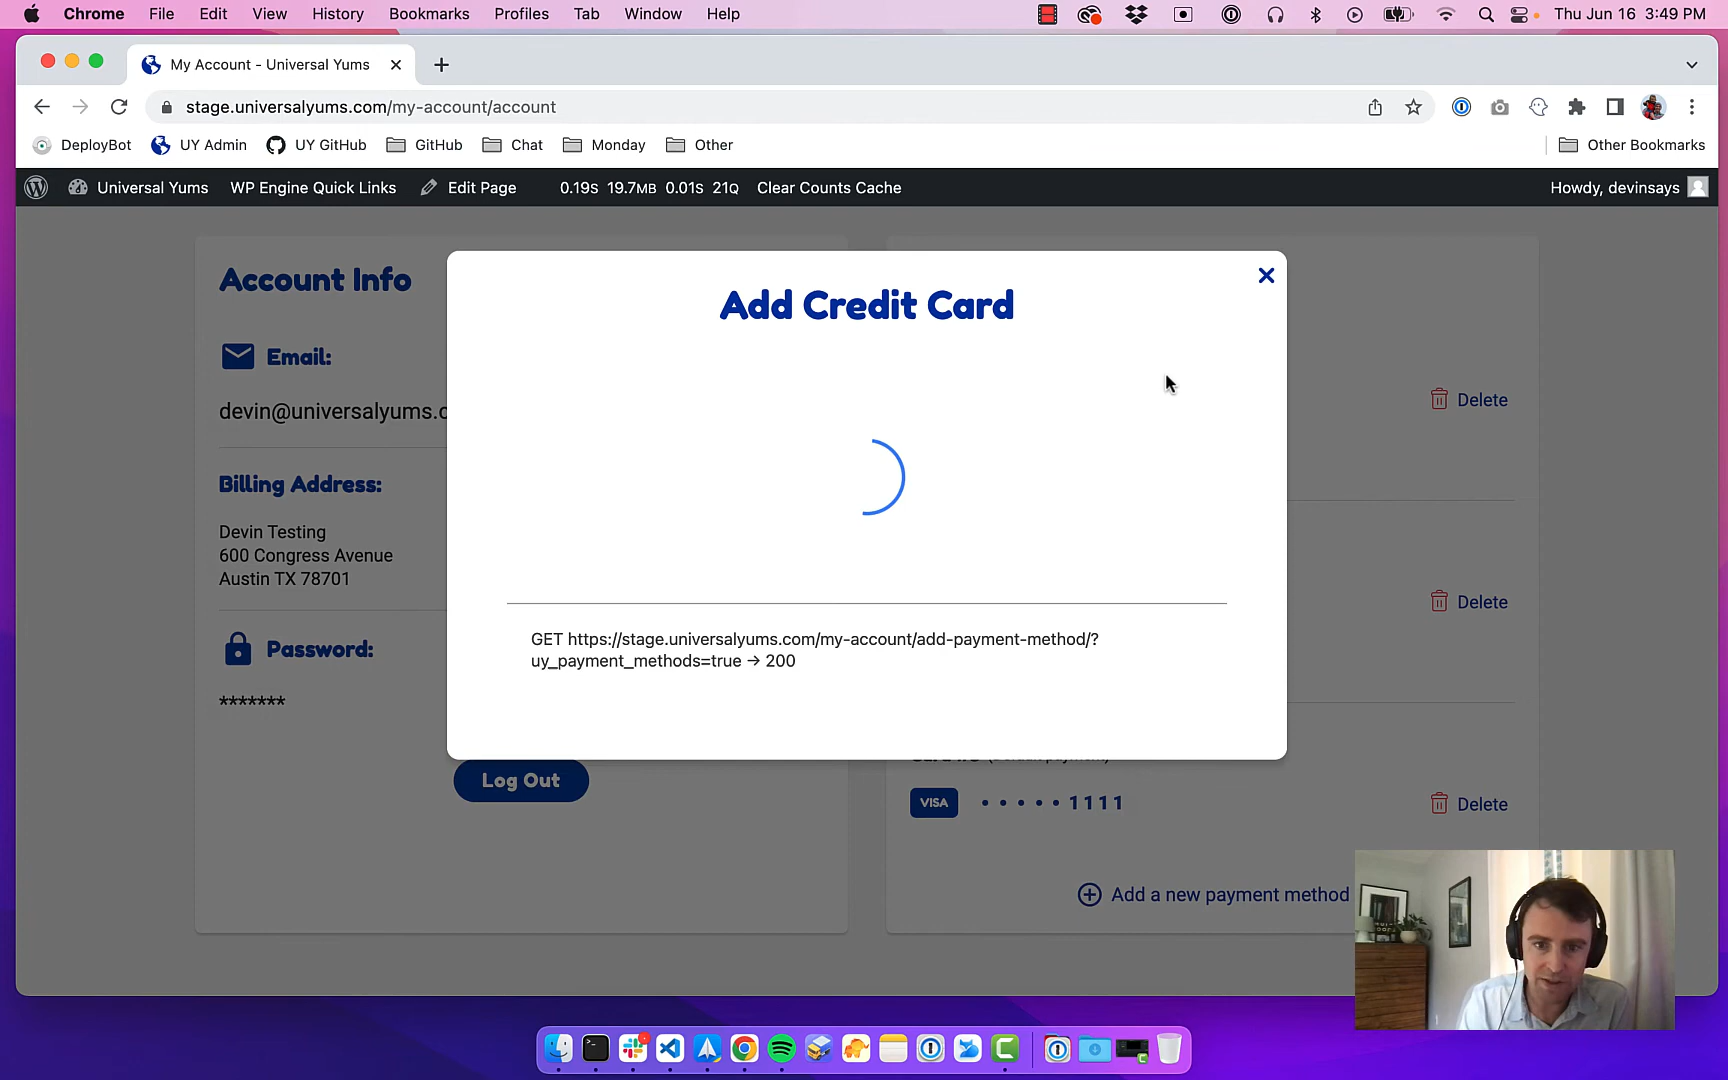 Chrome File Edit View History Bookmarks Profiles Tab Window Help Thu Jun 16 3:49 PM
My Account - Universal Yums
stage.universalyums.com/my-account/account
DeployBot UY Admin UY GitHub GitHub Chat Monday Other Other Bookmarks
Universal Yums WP Engine Quick Links Edit Page 0.19S 19.7MB 0.01S 21Q Clear Counts Cache Howdy, devinsays
Account Info
Email:
devin@universalyums.c
Billing Address:
Devin Testing
600 Congress Avenue
Austin TX 78701
Password:
*******
Log Out
Add Credit Card
GET https://stage.universalyums.com/my-account/add-payment-method/?
uy_payment_methods=true → 200
Delete
Delete
VISA • • • • • 1111 Delete
Add a new payment method